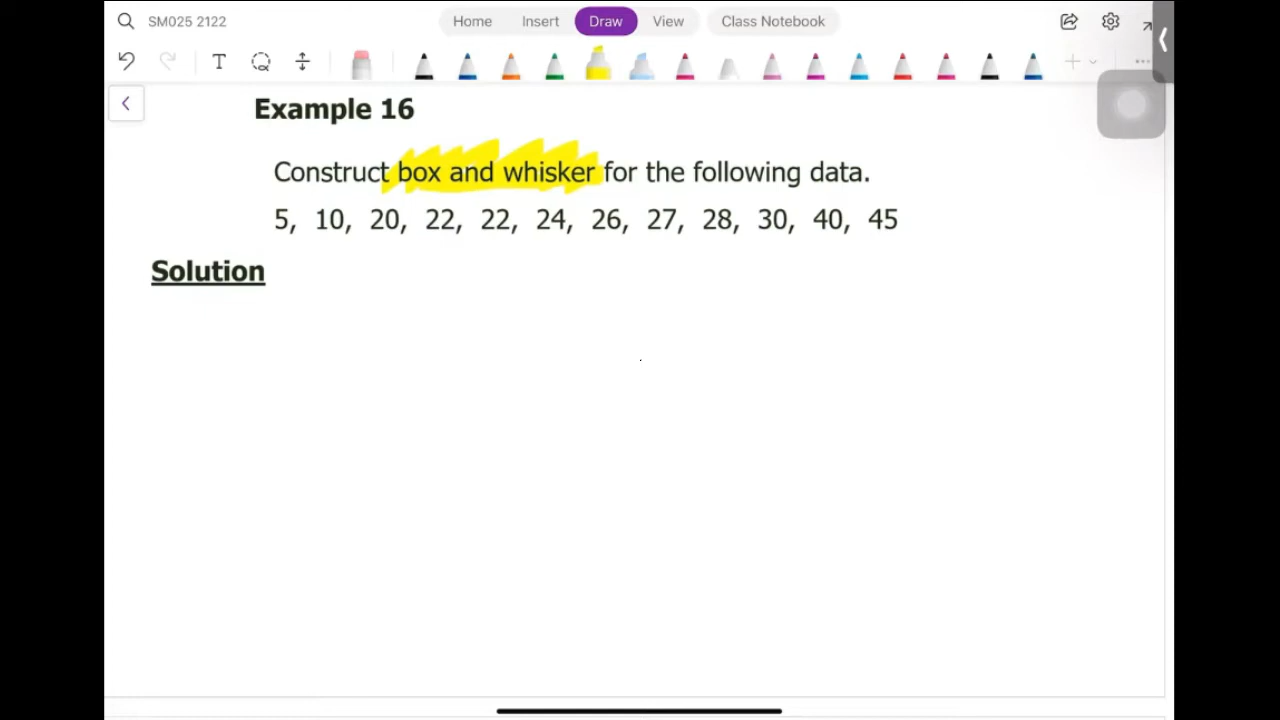 SM025 2122
Home Insert Draw View Class Notebook
T
Example 16
Construct box and whisker for the following data.
5, 10, 20, 22, 22, 24, 26, 27, 28, 30, 40, 45
Solution